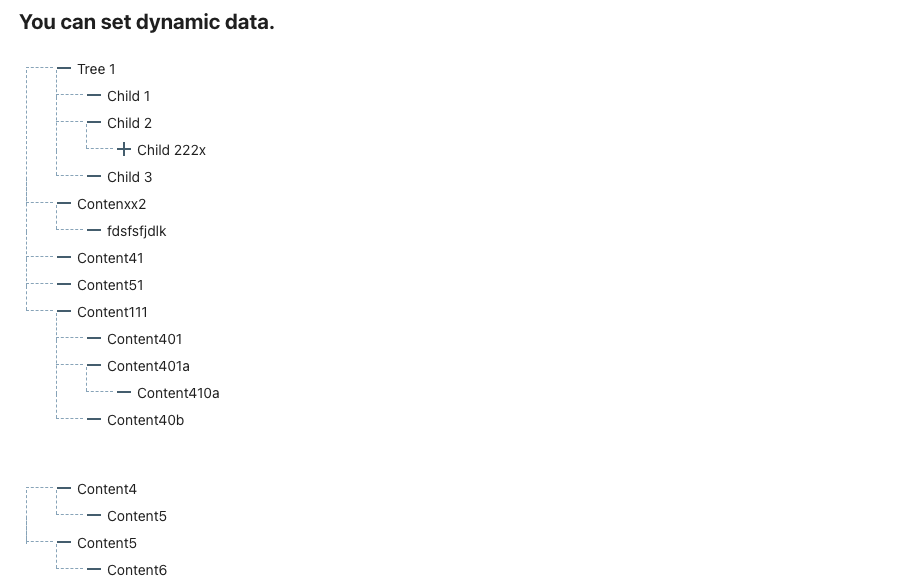 You can set dynamic data.
Tree 1
Child 1
Child 2
Child 222x
Child 3
Contenxx2
fdsfsfjdlk
Content41
Content51
Content111
Content401
Content401a
Content410a
Content40b
Content4
Content5
Content5
Content6